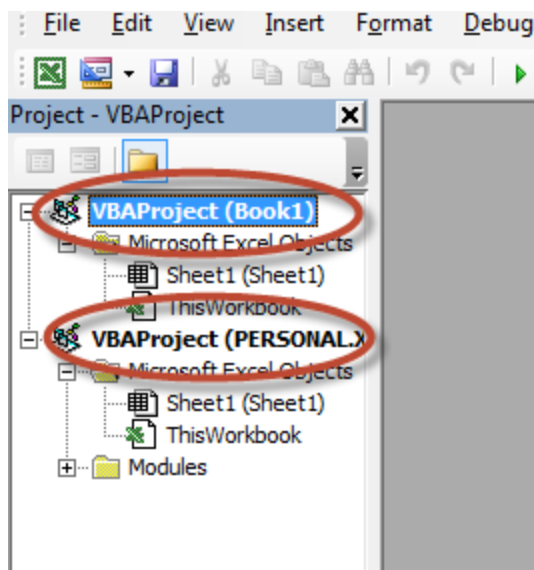 File Edit View Insert Format Debug
Project - VBAProject
VBAProject (Book1)
Microsoft Excel Objects
Sheet1 (Sheet1)
ThisWorkbook
VBAProject (PERSONAL.X
Microsoft Excel Objects
Sheet1 (Sheet1)
ThisWorkbook
Modules